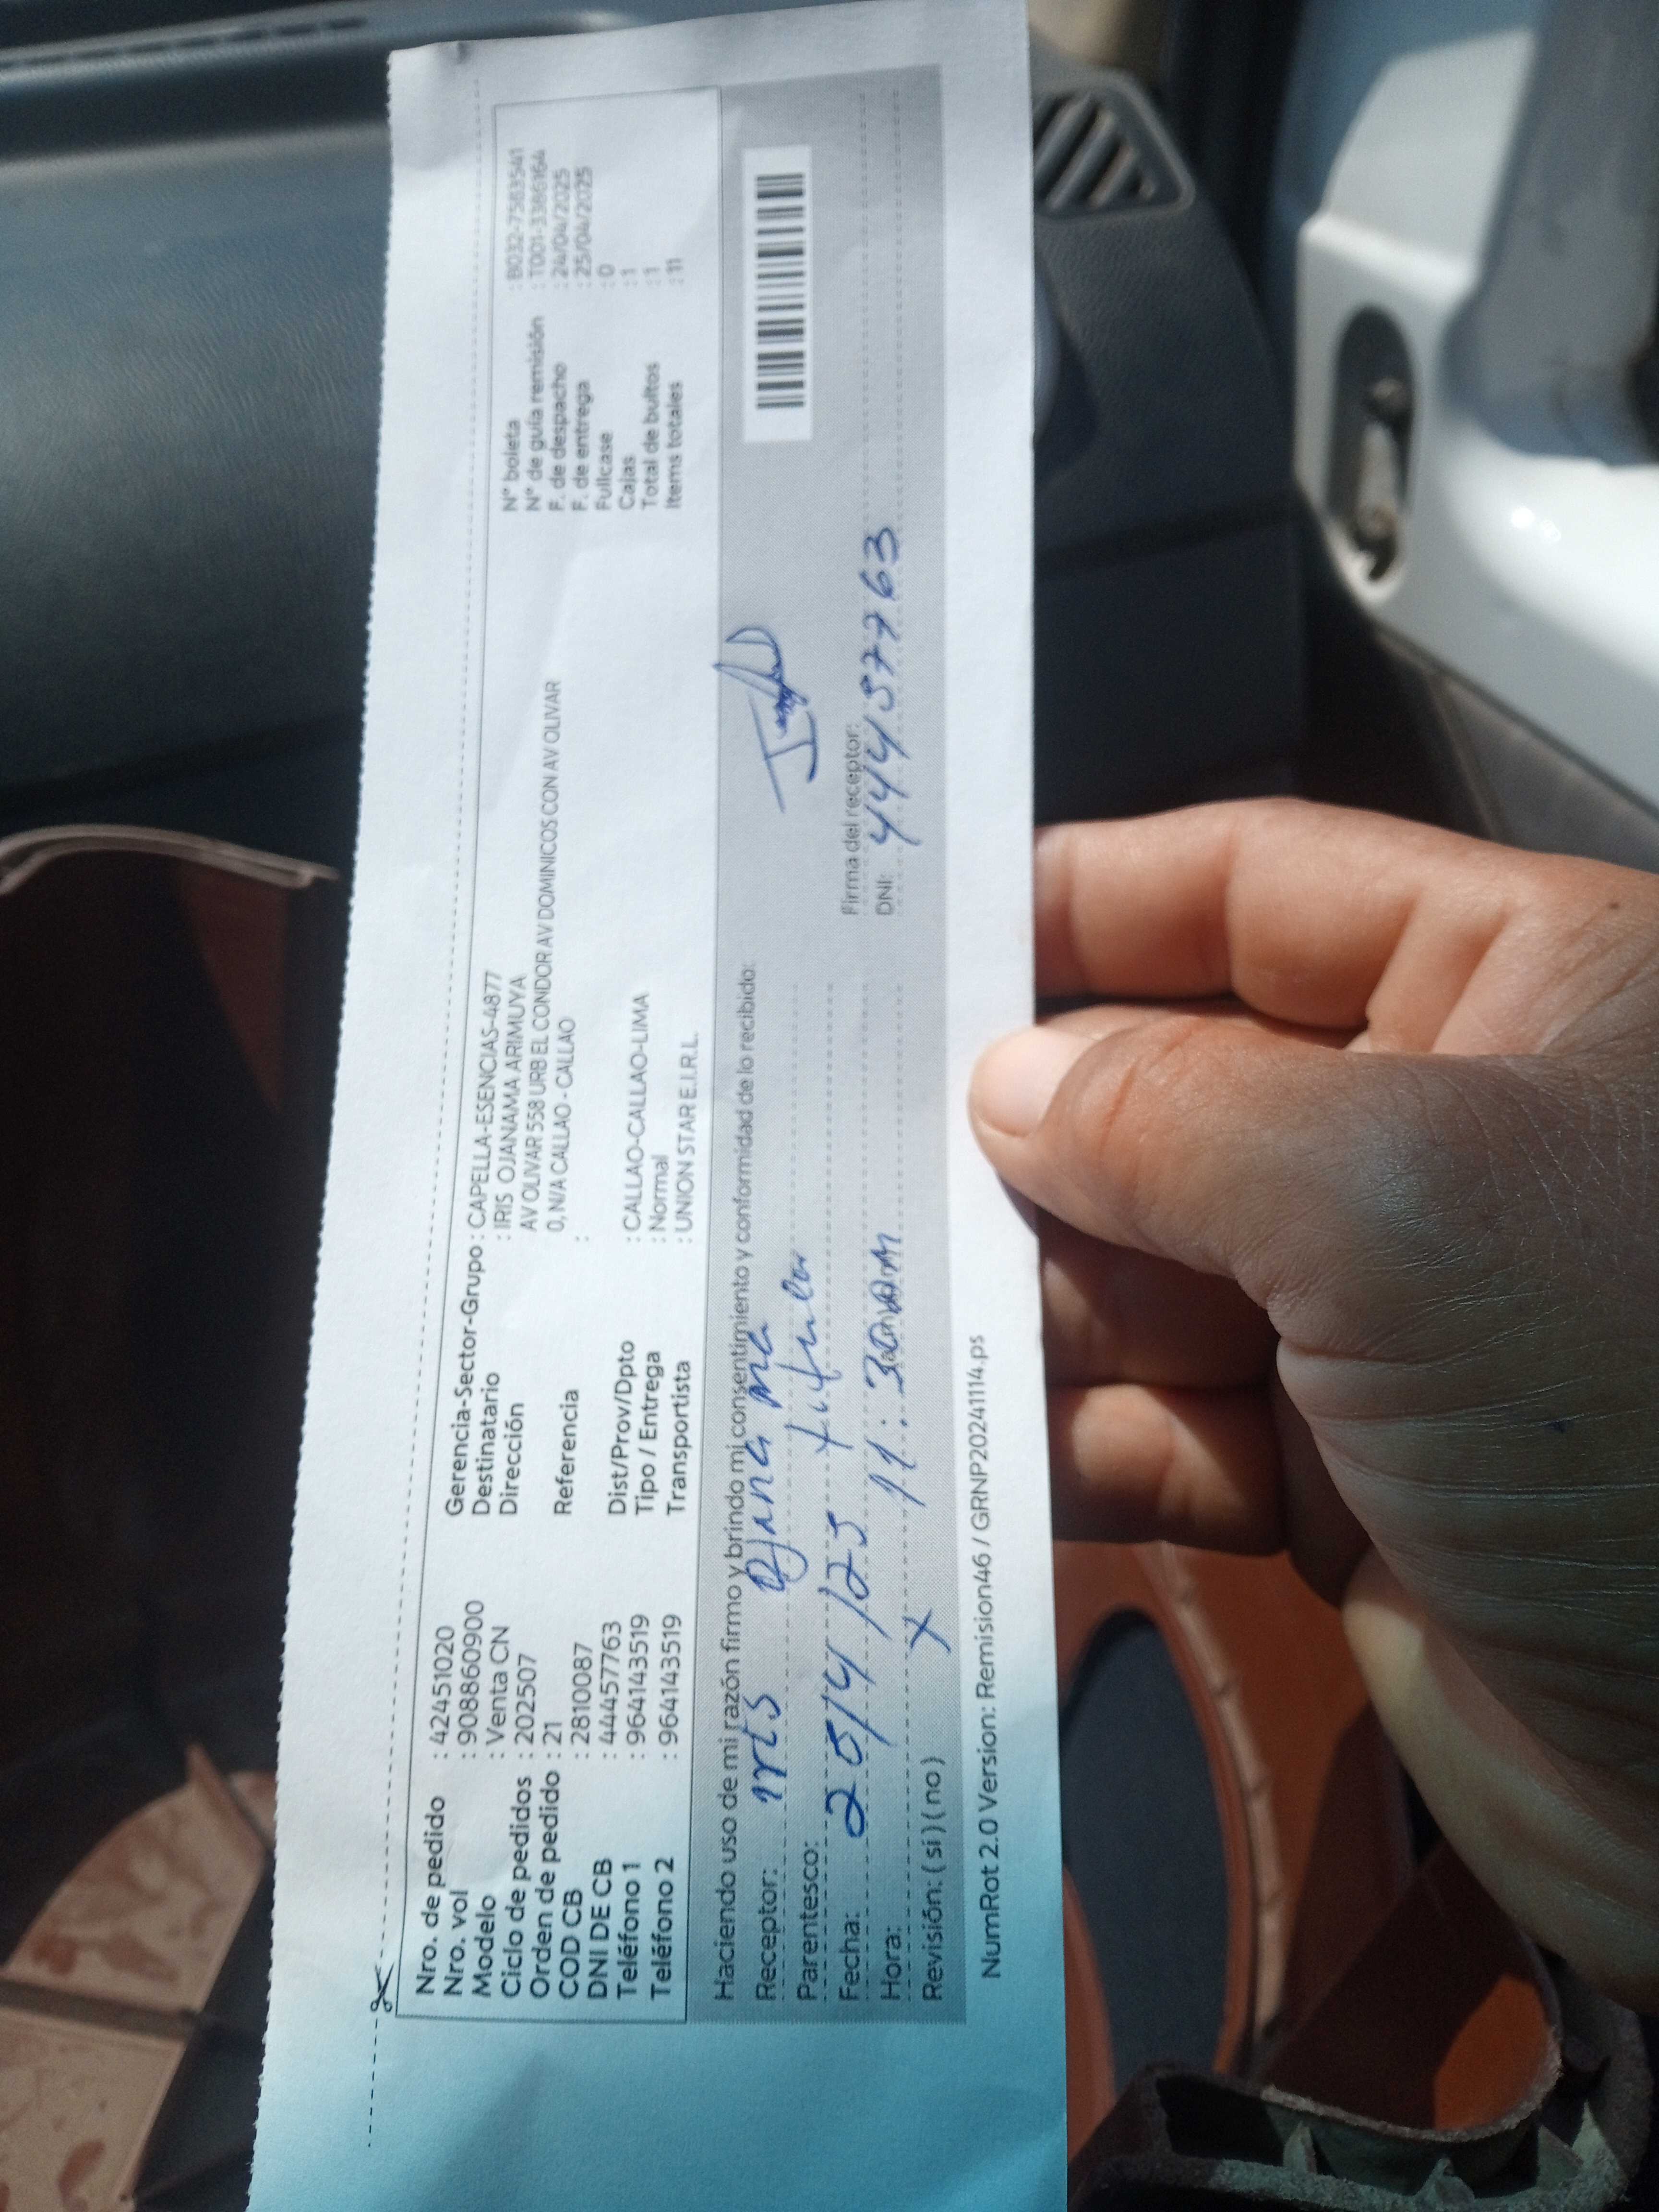 Nro. de pedido : 42451020
Nro. vol : 908860900
Modelo : Venta CN
Ciclo de pedidos : 202507
Orden de pedido : 21
COD CB : 2810087
DNI DE CB : 44457763
Teléfono 1 : 964143519
Teléfono 2 : 964143519
Gerencia-Sector-Grupo : CAPELLA-ESENCIAS-4877
Destinatario : IRIS OJANAMA ARIMUYA
Dirección AV OLIVAR 558 URB EL CONDOR AV DOMINICOS CON AV OLIVAR
0, N/A CALLAO - CALLAO
Referencia :
Dist/Prov/Dpto : CALLAO-CALLAO-LIMA
Tipo / Entrega : Normal
Transportista : UNION STAR E.I.R.L.
N° boleta : B032-7583541
N° de guía remisión : T001-3386164
F. de despacho : 24/04/2025
F. de entrega : 25/04/2025
Fullcase : 0
Cajas : 1
Total de bultos : 1
Items totales : 11
Haciendo uso de mi razón firmo y brindo mi consentimiento y conformidad de lo recibido:
Receptor: Iris Ojanama
Parentesco: titular
Fecha: 25/4/25
Hora: 11:30 am
Revisión: ( si ) ( no ) X
Firma del receptor:
DNI: 44457763
NumRot 2.0 Version: Remision46 / GRNP20241114.ps